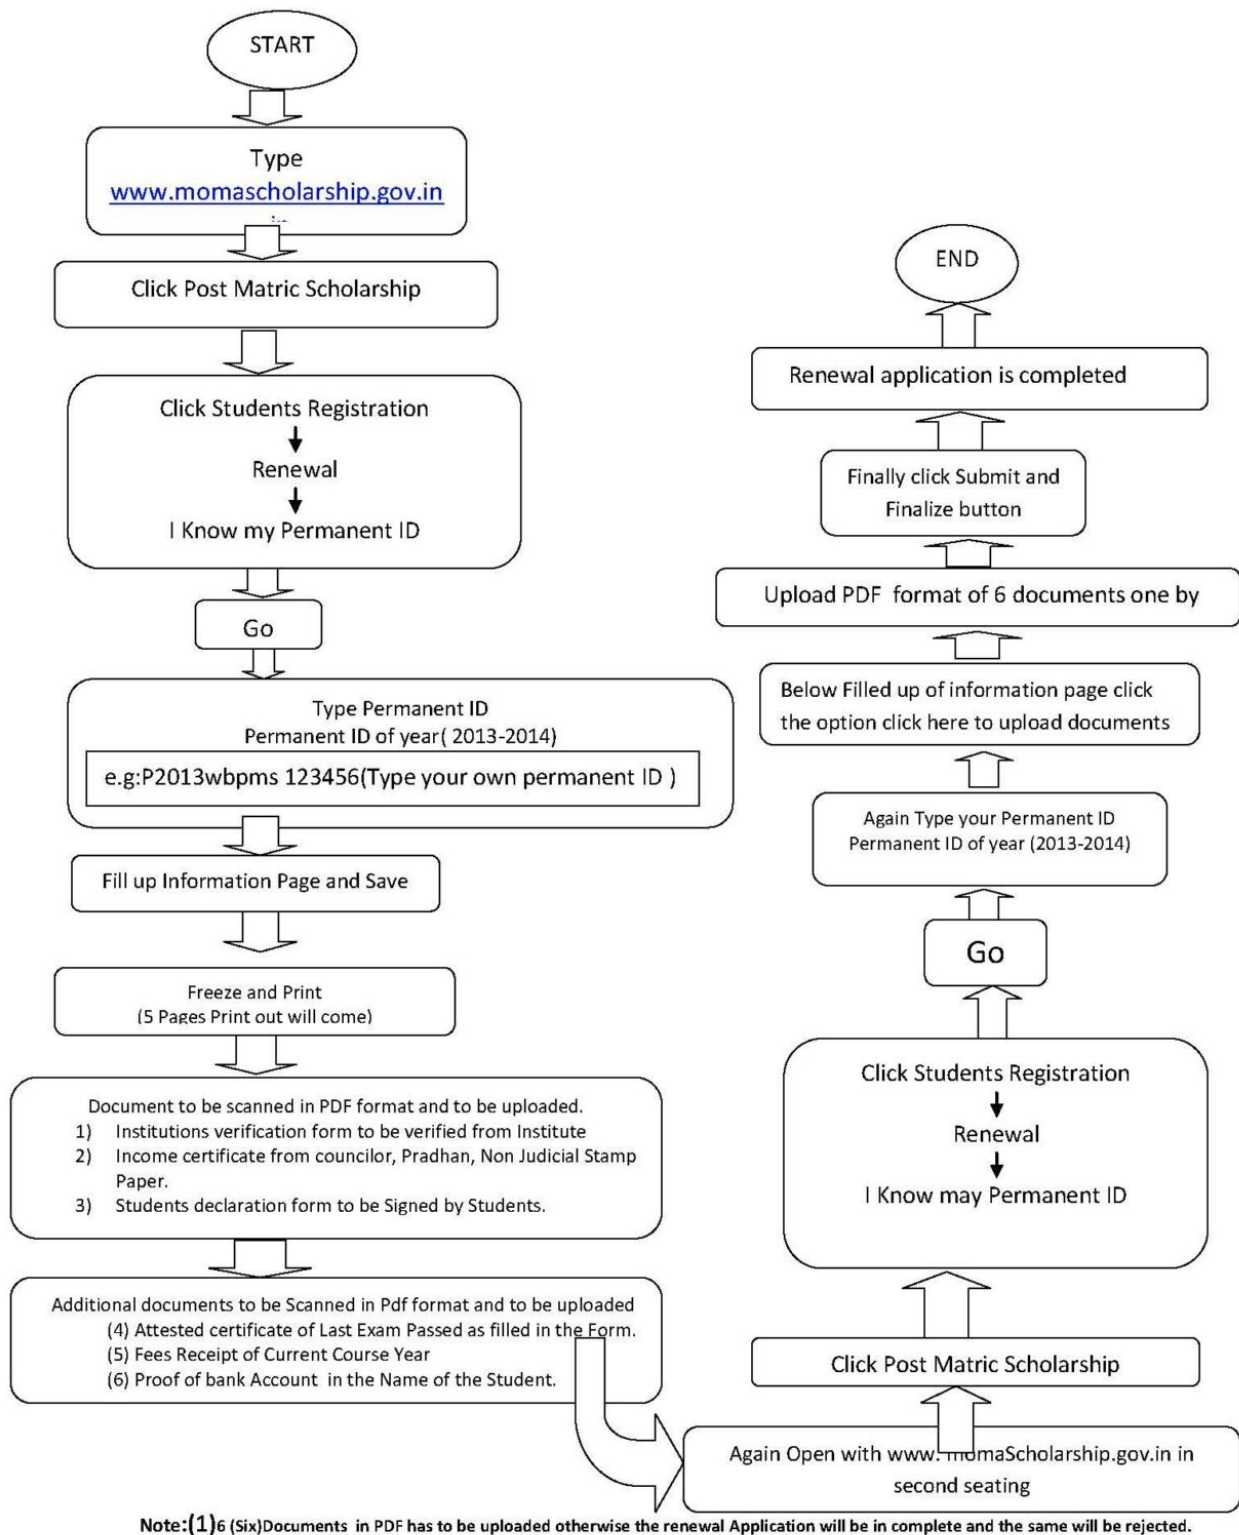 START
Type
www.momascholarship.gov.in
in
Click Post Matric Scholarship
Click Students Registration
Renewal
I Know my Permanent ID
Go
Type Permanent ID
Permanent ID of year( 2013-2014)
e.g:P2013wbpms 123456(Type your own permanent ID )
Fill up Information Page and Save
Freeze and Print
(5 Pages Print out will come)
Document to be scanned in PDF format and to be uploaded.
1) Institutions verification form to be verified from Institute
2) Income certificate from councilor, Pradhan, Non Judicial Stamp
Paper.
3) Students declaration form to be Signed by Students.
Additional documents to be Scanned in Pdf format and to be uploaded
(4) Attested certificate of Last Exam Passed as filled in the Form.
(5) Fees Receipt of Current Course Year
(6) Proof of bank Account in the Name of the Student.
Again Open with www. momaScholarship.gov.in in
second seating
Click Post Matric Scholarship
Click Students Registration
Renewal
I Know may Permanent ID
Go
Again Type your Permanent ID
Permanent ID of year (2013-2014)
Below Filled up of information page click
the option click here to upload documents
Upload PDF format of 6 documents one by
Finally click Submit and
Finalize button
Renewal application is completed
END
Note:(1)6 (Six)Documents in PDF has to be uploaded otherwise the renewal Application will be in complete and the same will be rejected.